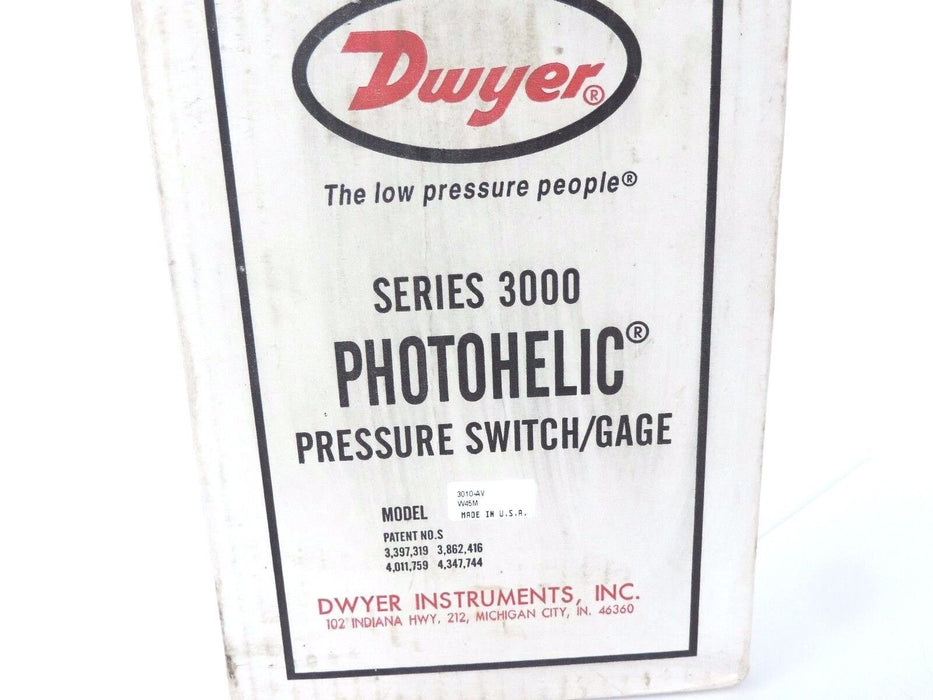 Dwyer®
The low pressure people®
SERIES 3000
PHOTOHELIC®
PRESSURE SWITCH/GAGE
3010-AV
W45M
MODEL MADE IN U.S.A.
PATENT NO.S
3,397,319 3,862,416
4,011,759 4,347,744
DWYER INSTRUMENTS, INC.
102 INDIANA HWY. 212, MICHIGAN CITY, IN. 46360